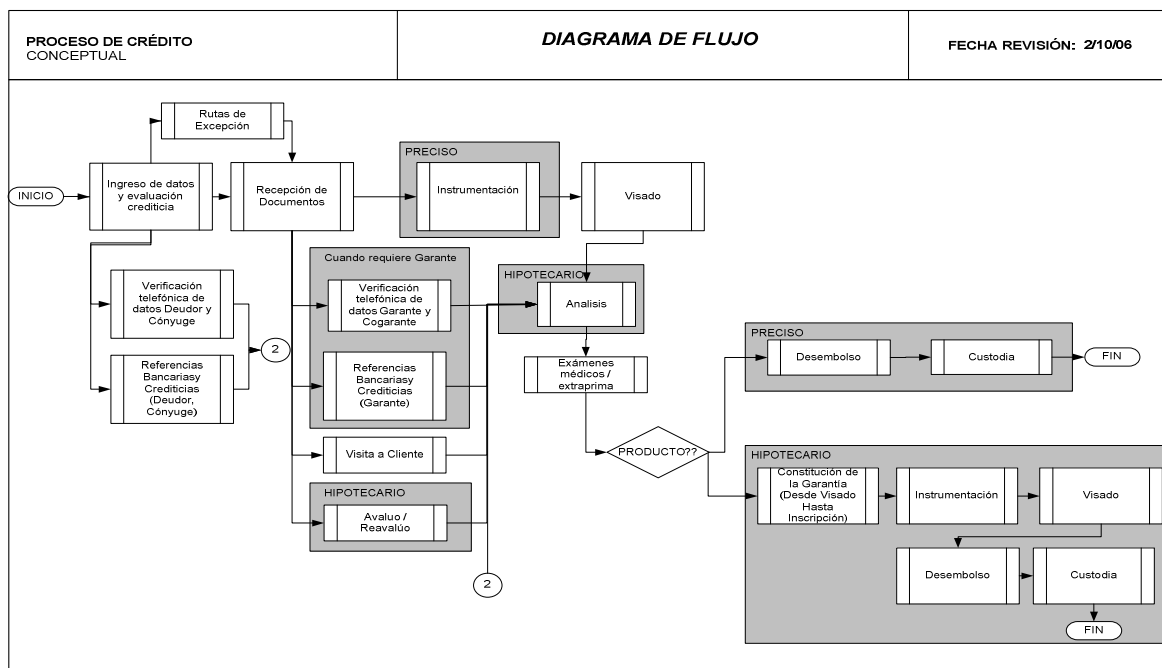 PROCESO DE CRÉDITO
CONCEPTUAL
DIAGRAMA DE FLUJO
FECHA REVISIÓN: 2/10/06
Rutas de
Excepción
INICIO
Ingreso de datos
y evaluación
crediticia
Recepción de
Documentos
PRECISO
Instrumentación
Visado
Verificación
telefónica de
datos Deudor y
Cónyuge
Referencias
Bancariasy
Crediticias
(Deudor,
Cónyuge)
2
Cuando requiere Garante
Verificación
telefónica de
datos Garante y
Cogarante
Referencias
Bancariasy
Crediticias
(Garante)
Visita a Cliente
HIPOTECARIO
Avaluo /
Reavalúo
2
HIPOTECARIO
Analisis
Exámenes
médicos /
extraprima
PRODUCTO??
PRECISO
Desembolso
Custodia
FIN
HIPOTECARIO
Constitución de
la Garantía
(Desde Visado
Hasta
Inscripción)
Instrumentación
Visado
Desembolso
Custodia
FIN